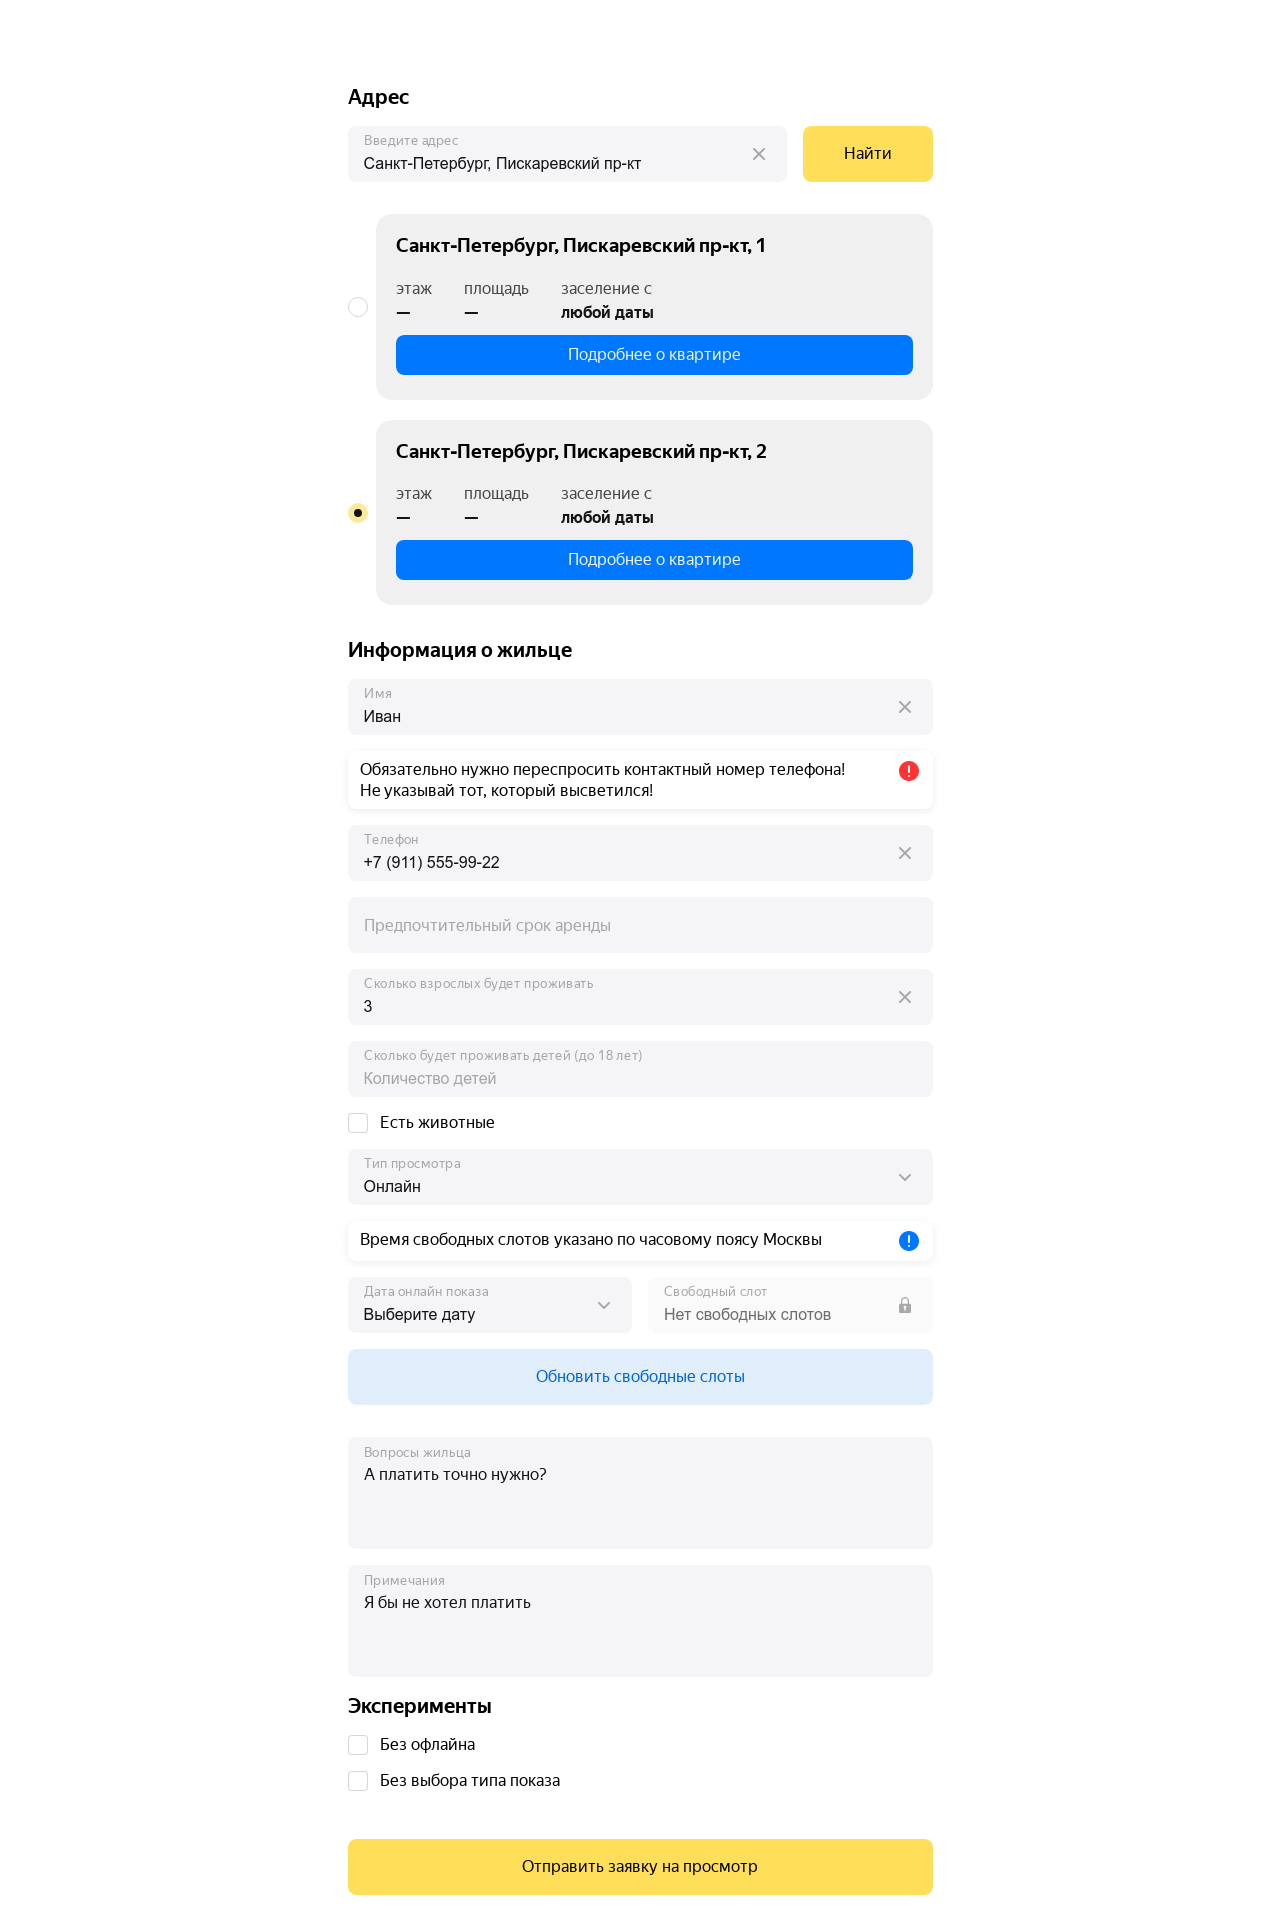 Адрес
Введите адрес
Санкт-Петербург, Пискаревский пр-кт
Найти
Санкт-Петербург, Пискаревский пр-кт, 1
этаж площадь заселение с
— — любой даты
Подробнее о квартире
Санкт-Петербург, Пискаревский пр-кт, 2
этаж площадь заселение с
— — любой даты
Подробнее о квартире
Информация о жильце
Имя
Иван
Обязательно нужно переспросить контактный номер телефона!
Не указывай тот, который высветился!
Телефон
+7 (911) 555-99-22
Предпочтительный срок аренды
Сколько взрослых будет проживать
3
Сколько будет проживать детей (до 18 лет)
Количество детей
Есть животные
Тип просмотра
Онлайн
Время свободных слотов указано по часовому поясу Москвы
Дата онлайн показа
Выберите дату
Свободный слот
Нет свободных слотов
Обновить свободные слоты
Вопросы жильца
А платить точно нужно?
Примечания
Я бы не хотел платить
Эксперименты
Без офлайна
Без выбора типа показа
Отправить заявку на просмотр